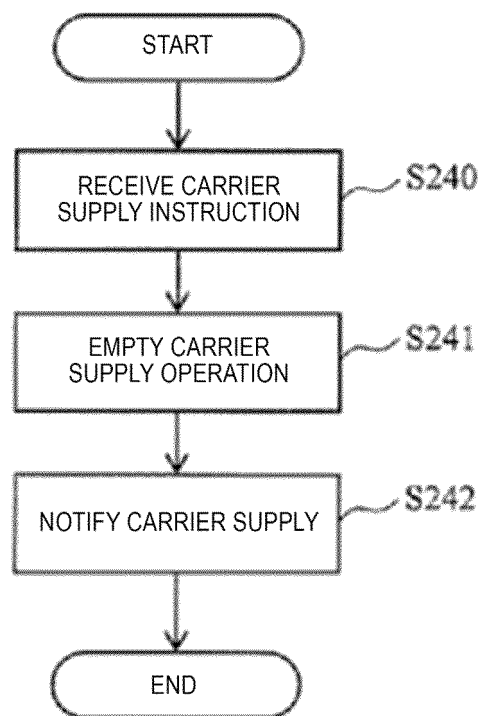 START
RECEIVE CARRIER
SUPPLY INSTRUCTION
S240
EMPTY CARRIER
SUPPLY OPERATION
S241
NOTIFY CARRIER SUPPLY
S242
END